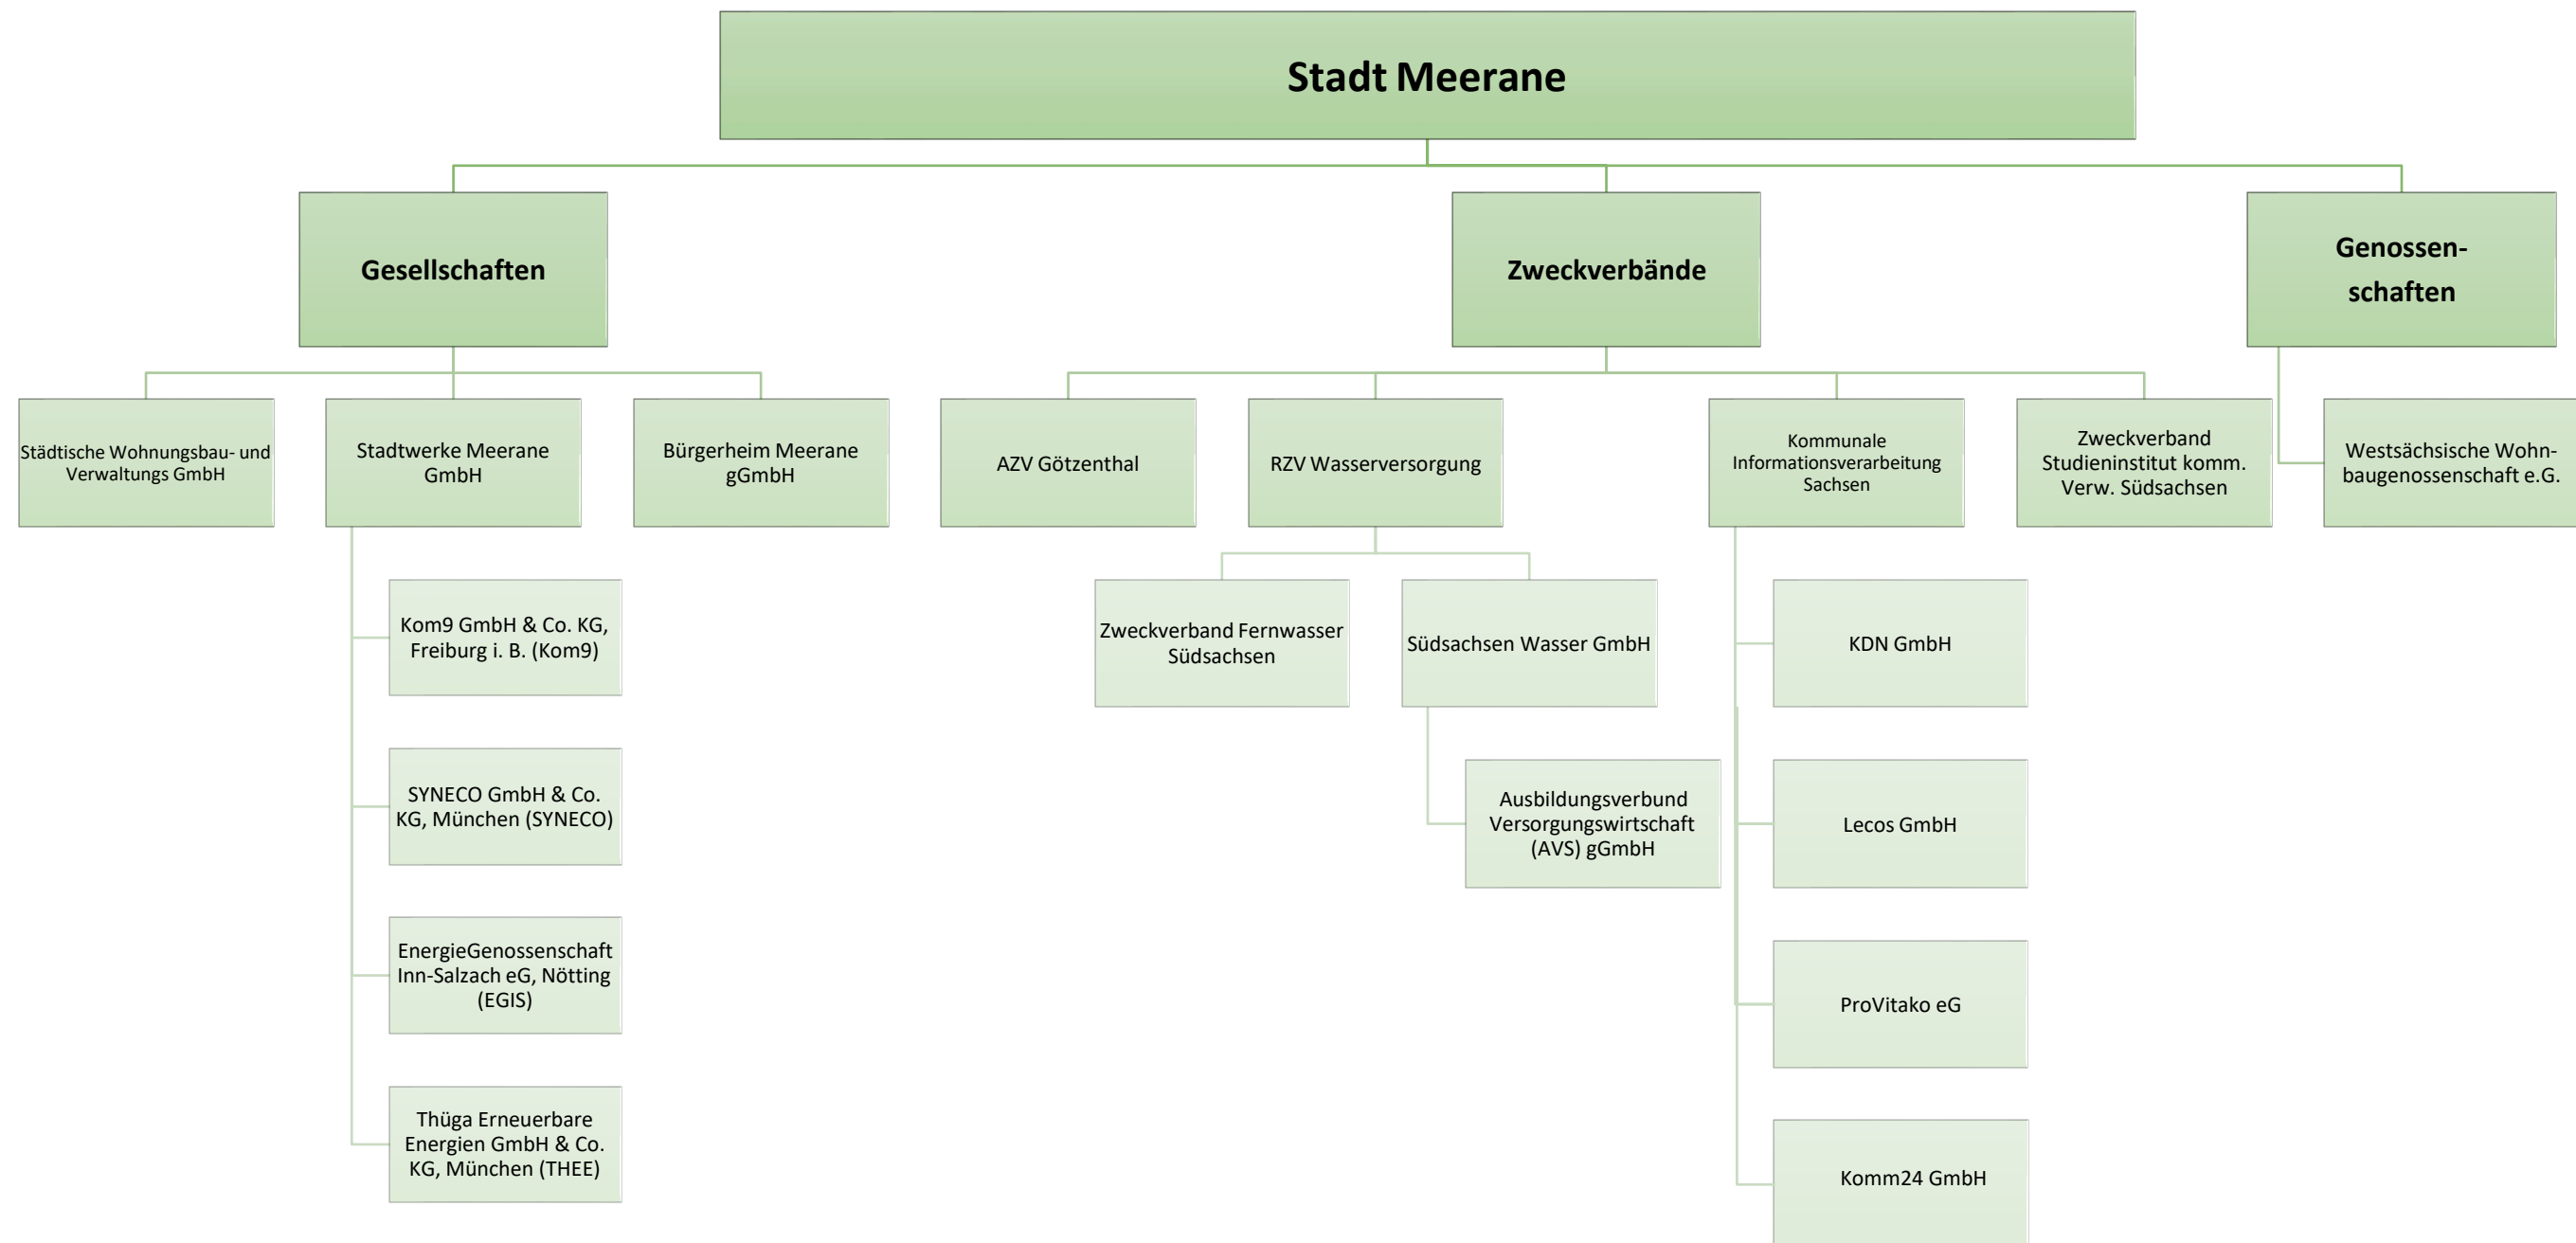 Stadt Meerane
Gesellschaften
Zweckverbände
Genossen-
schaften
Städtische Wohnungsbau- und
Verwaltungs GmbH
Stadtwerke Meerane
GmbH
Bürgerheim Meerane
gGmbH
AZV Götzenthal
RZV Wasserversorgung
Kommunale
Informationsverarbeitung
Sachsen
Zweckverband
Studieninstitut komm.
Verw. Südsachsen
Westsächsische Wohn-
baugenossenschaft e.G.
Kom9 GmbH & Co. KG,
Freiburg i. B. (Kom9)
SYNECO GmbH & Co.
KG, München (SYNECO)
EnergieGenossenschaft
Inn-Salzach eG, Nötting
(EGIS)
Thüga Erneuerbare
Energien GmbH & Co.
KG, München (THEE)
Zweckverband Fernwasser
Südsachsen
Südsachsen Wasser GmbH
Ausbildungsverbund
Versorgungswirtschaft
(AVS) gGmbH
KDN GmbH
Lecos GmbH
ProVitako eG
Komm24 GmbH